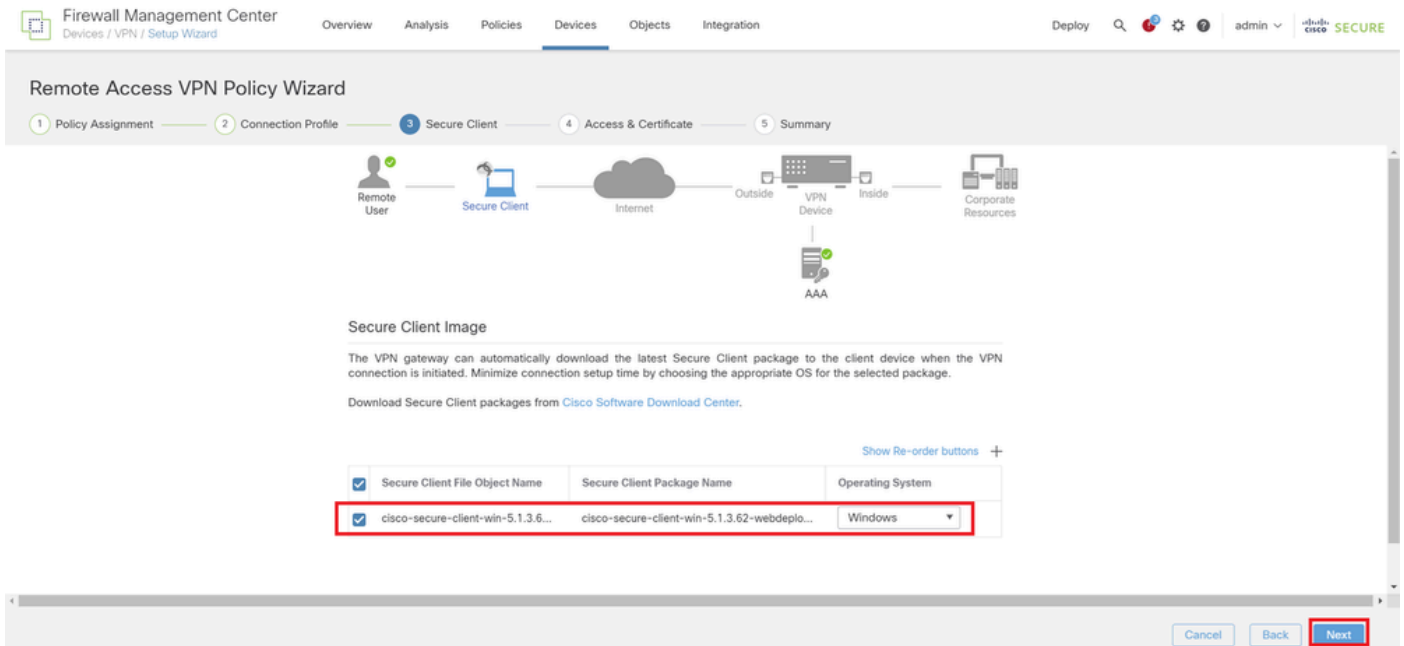 Firewall Management Center
Devices / VPN / Setup Wizard
Overview Analysis Policies Devices Objects Integration
Deploy 3 ? admin CISCO SECURE
Remote Access VPN Policy Wizard
1 Policy Assignment 2 Connection Profile 3 Secure Client 4 Access & Certificate 5 Summary
Remote User
Secure Client
Internet
Outside
VPN Device
Inside
Corporate Resources
AAA
Secure Client Image
The VPN gateway can automatically download the latest Secure Client package to the client device when the VPN
connection is initiated. Minimize connection setup time by choosing the appropriate OS for the selected package.
Download Secure Client packages from Cisco Software Download Center.
Show Re-order buttons +
Secure Client File Object Name Secure Client Package Name Operating System
cisco-secure-client-win-5.1.3.6... cisco-secure-client-win-5.1.3.62-webdeplo... Windows
Cancel Back Next